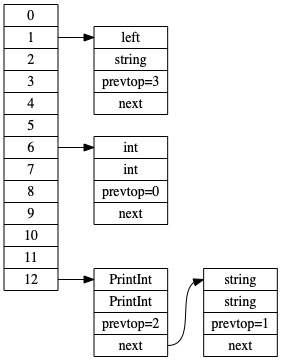 0
1
2
3
4
5
6
7
8
9
10
11
12
left
string
prevtop=3
next
int
int
prevtop=0
next
PrintInt
PrintInt
prevtop=2
next
string
string
prevtop=1
next